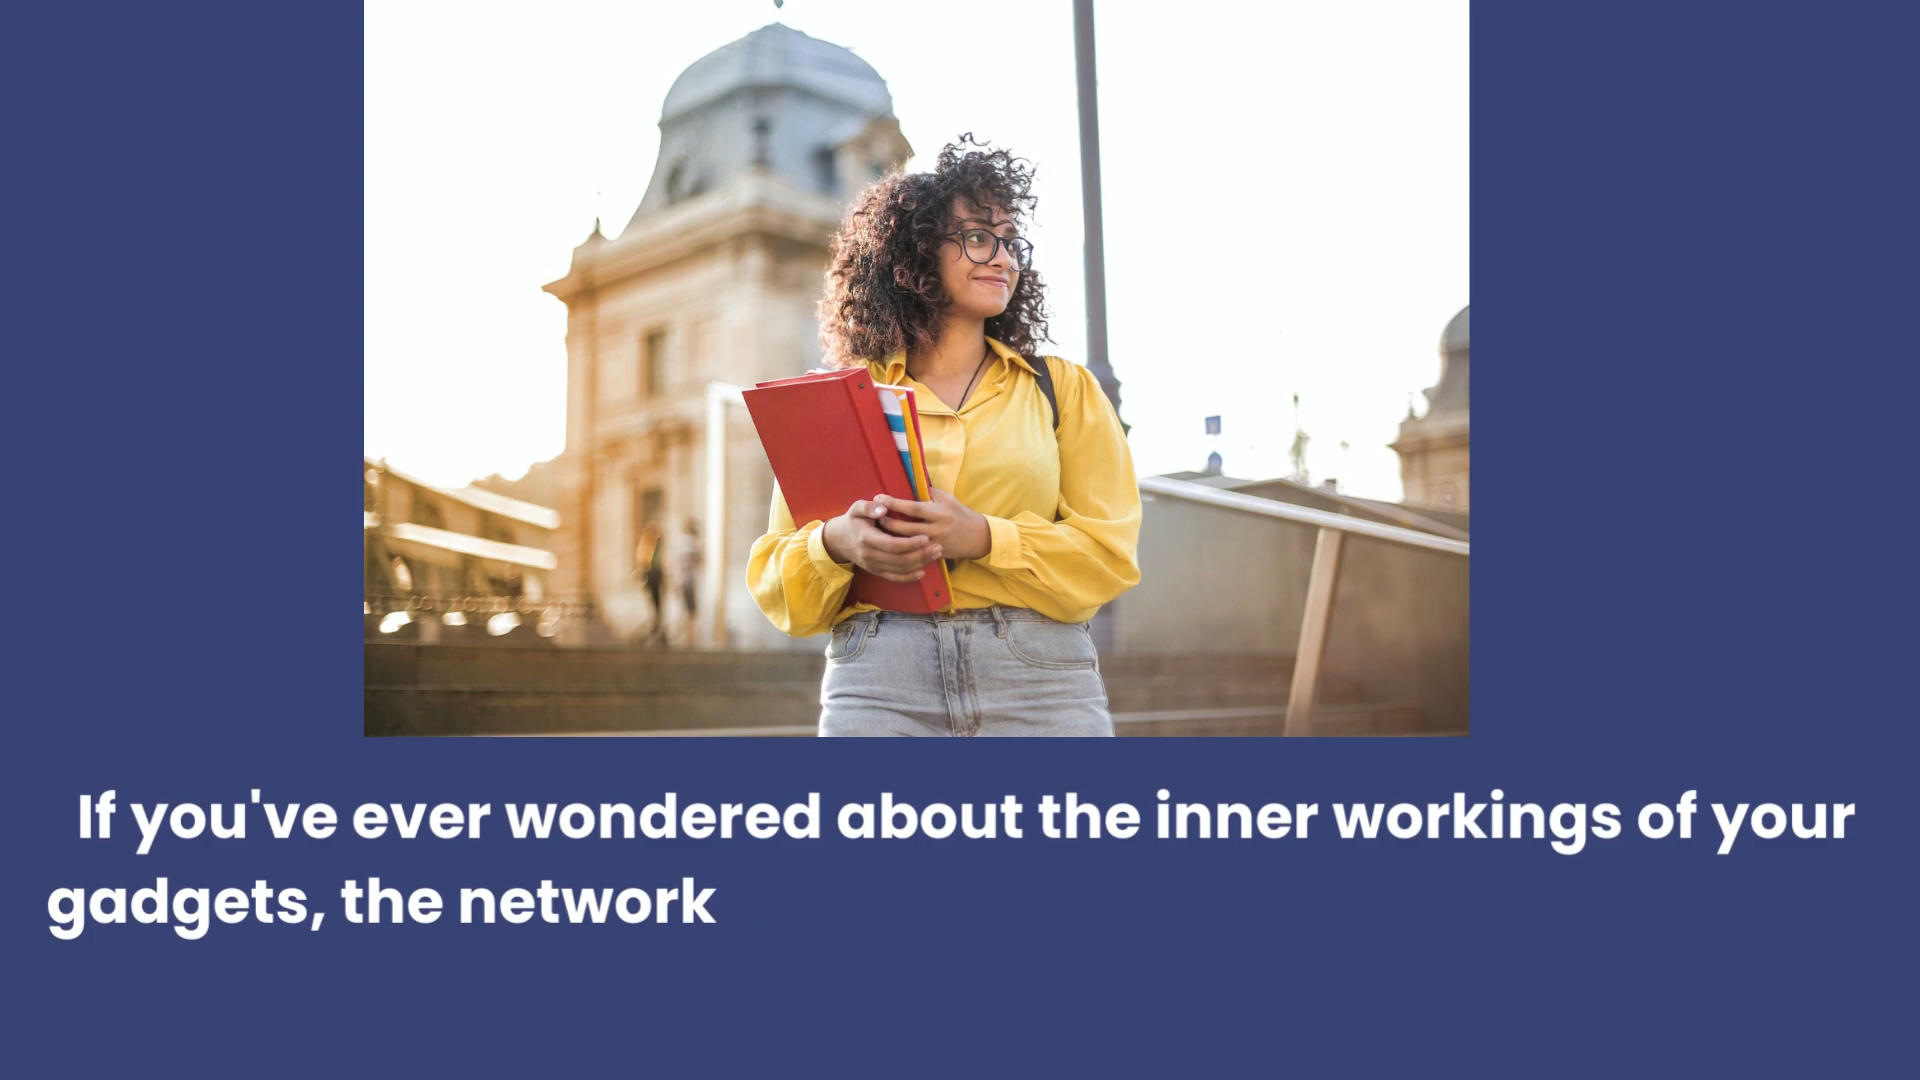 If you've ever wondered about the inner workings of your
gadgets, the network